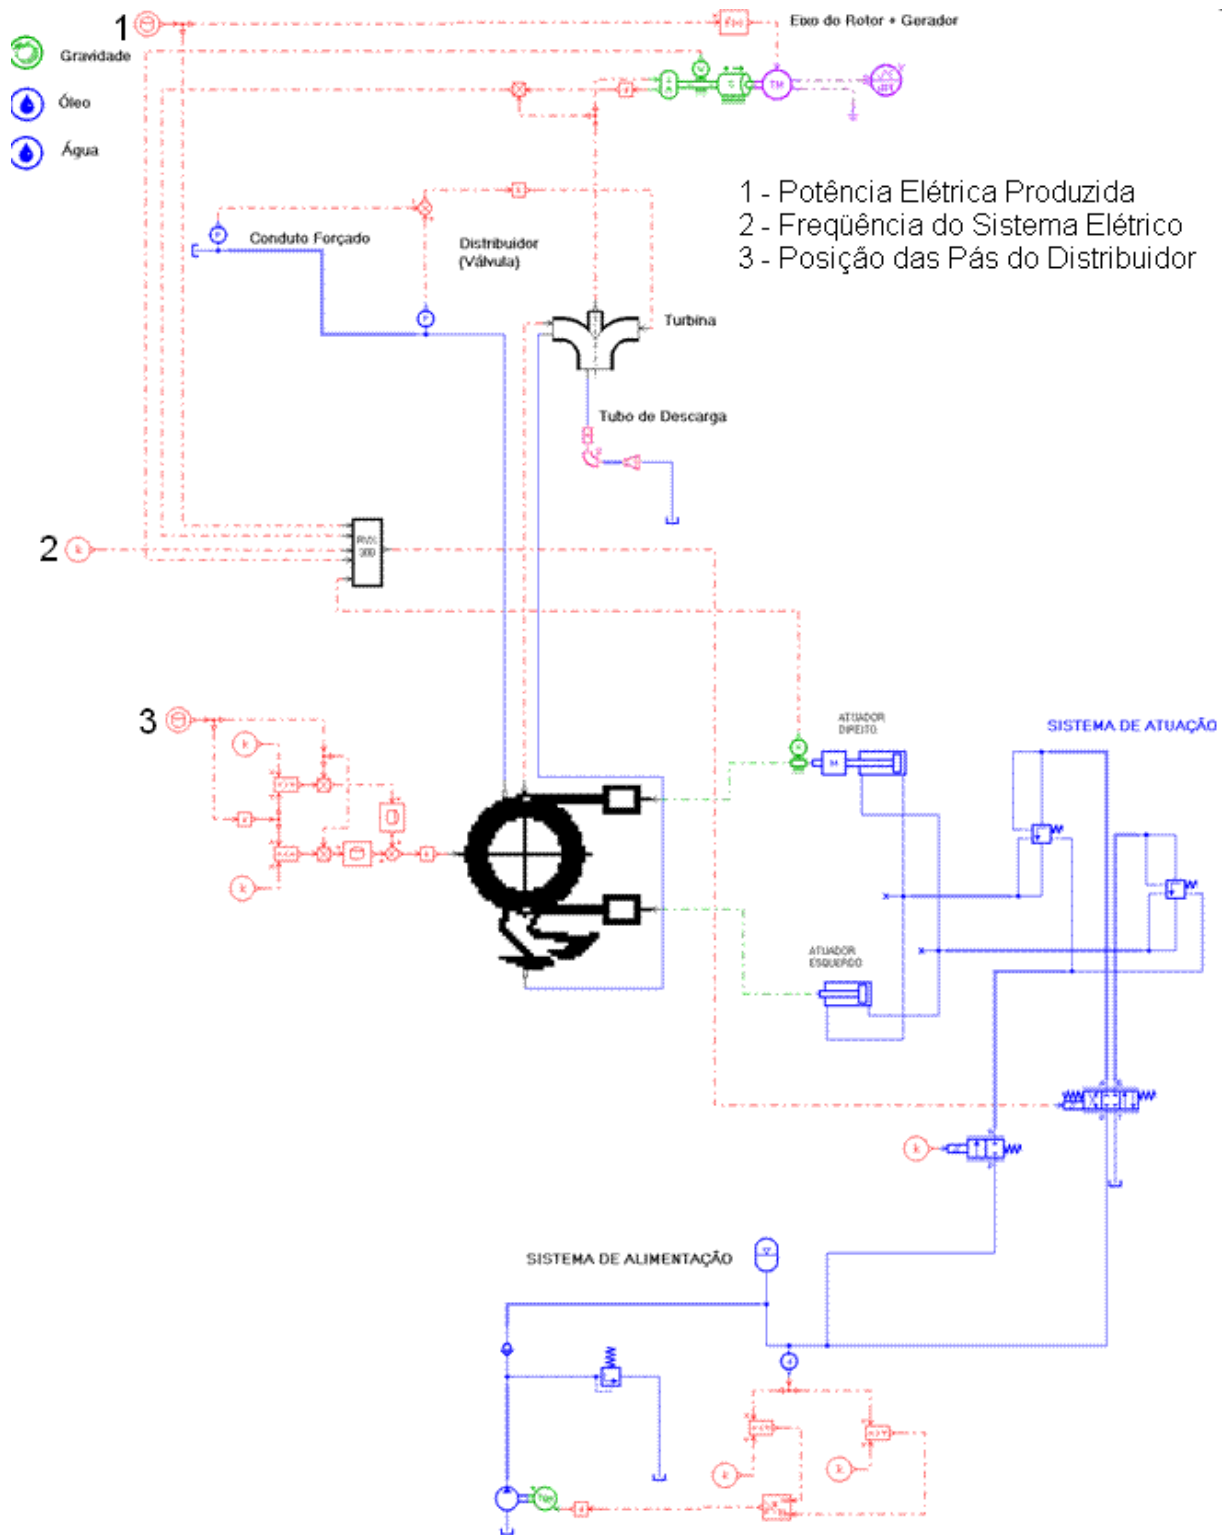 1
f(x)
Eixo do Rotor + Gerador
Gravidade
Óleo
Água
TM
1 - Potência Elétrica Produzida
2 - Freqüência do Sistema Elétrico
3 - Posição das Pás do Distribuidor
P
Conduto Forçado
Distribuidor
(Válvula)
P
Turbina
Tubo de Descarga
2
k
3
k
k
ATUADOR
DIREITO
M
SISTEMA DE ATUAÇÃO
ATUADOR
ESQUERDO
k
SISTEMA DE ALIMENTAÇÃO
k
k